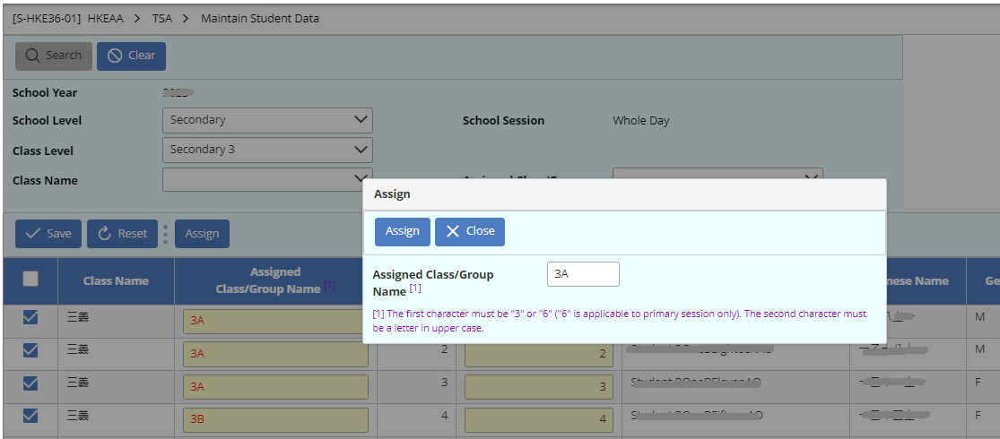 [S-HKE36-01] HKEAA > TSA > Maintain Student Data
Search Clear
School Year
School Level Secondary School Session Whole Day
Class Level Secondary 3
Class Name
Assign
Save Reset Assign
Assign Close
Assigned Class/Group
Name [1]
3A
[1] The first character must be "3" or "6" ("6" is applicable to primary session only). The second character must
be a letter in upper case.
Class Name
Assigned
Class/Group Name [1]
Name
三義 3A M
三義 3A 2 2 M
三義 3A 3 3 F
三義 3B 4 4 F